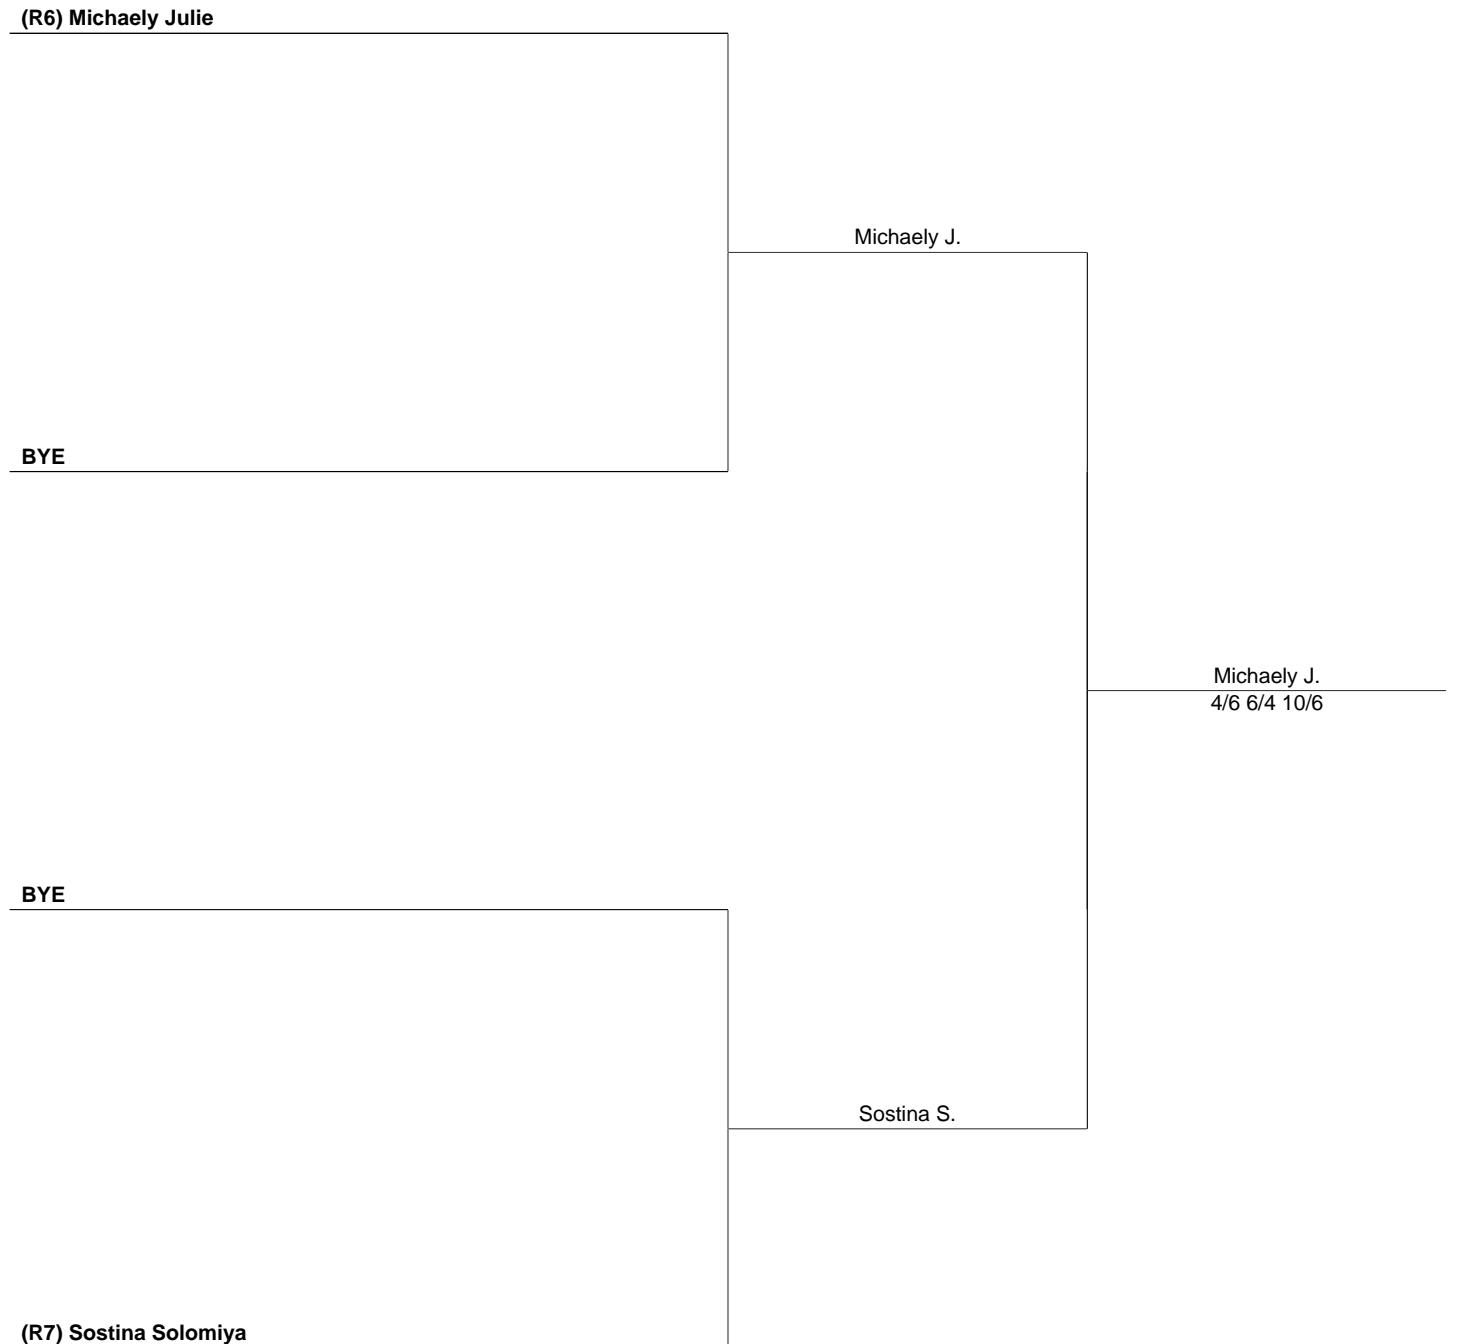 (R6) Michaely Julie
Michaely J.
BYE
Michaely J.
4/6 6/4 10/6
BYE
Sostina S.
(R7) Sostina Solomiya